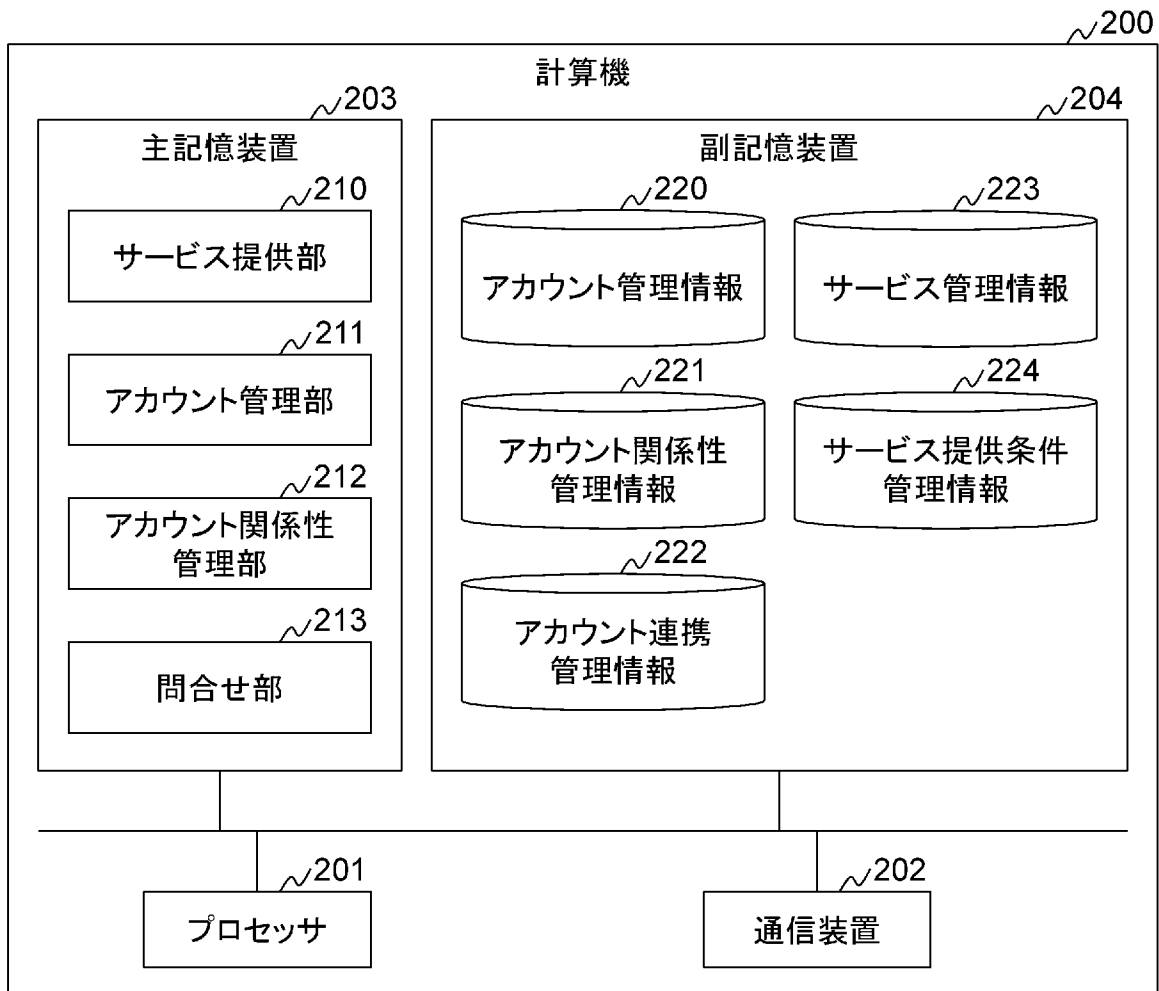 200
計算機
203
主記憶装置
210
サービス提供部
211
アカウント管理部
212
アカウント関係性
管理部
213
問合せ部
204
副記憶装置
220
アカウント管理情報
223
サービス管理情報
221
アカウント関係性
管理情報
224
サービス提供条件
管理情報
222
アカウント連携
管理情報
201
プロセッサ
202
通信装置